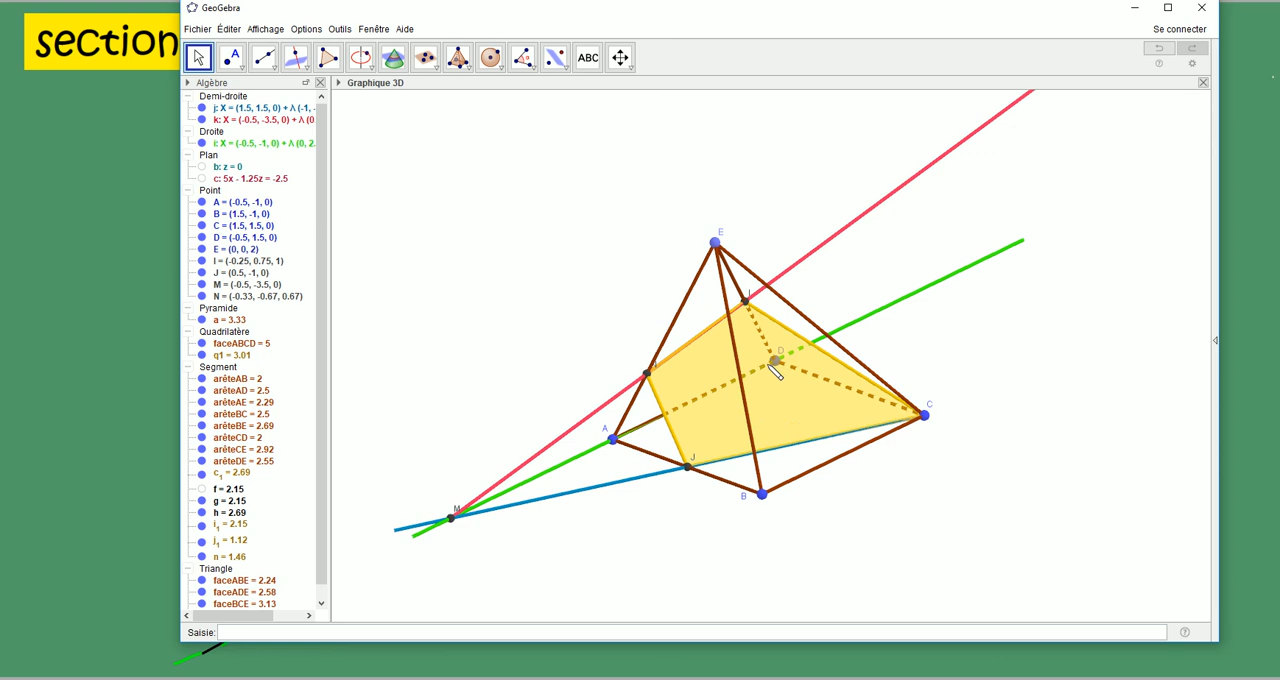 section
GeoGebra
Fichier Éditer Affichage Options Outils Fenêtre Aide
Se connecter
ABC
Algèbre
Graphique 3D
Demi-droite
j: X = (1.5, 1.5, 0) + λ (-1, -
k: X = (-0.5, -3.5, 0) + λ (0
Droite
i: X = (-0.5, -1, 0) + λ (0, 2.
Plan
b: z = 0
c: 5x - 1.25z = -2.5
Point
A = (-0.5, -1, 0)
B = (1.5, -1, 0)
C = (1.5, 1.5, 0)
D = (-0.5, 1.5, 0)
E = (0, 0, 2)
I = (-0.25, 0.75, 1)
J = (0.5, -1, 0)
M = (-0.5, -3.5, 0)
N = (-0.33, -0.67, 0.67)
Pyramide
a = 3.33
Quadrilatère
faceABCD = 5
q1 = 3.01
Segment
arêteAB = 2
arêteAD = 2.5
arêteAE = 2.29
arêteBC = 2.5
arêteBE = 2.69
arêteCD = 2
arêteCE = 2.92
arêteDE = 2.55
c₁ = 2.69
f = 2.15
g = 2.15
h = 2.69
i₁ = 2.15
j₁ = 1.12
n = 1.46
Triangle
faceABE = 2.24
faceADE = 2.58
faceBCE = 3.13
E
I
D
A
C
J
B
M
Saisie: